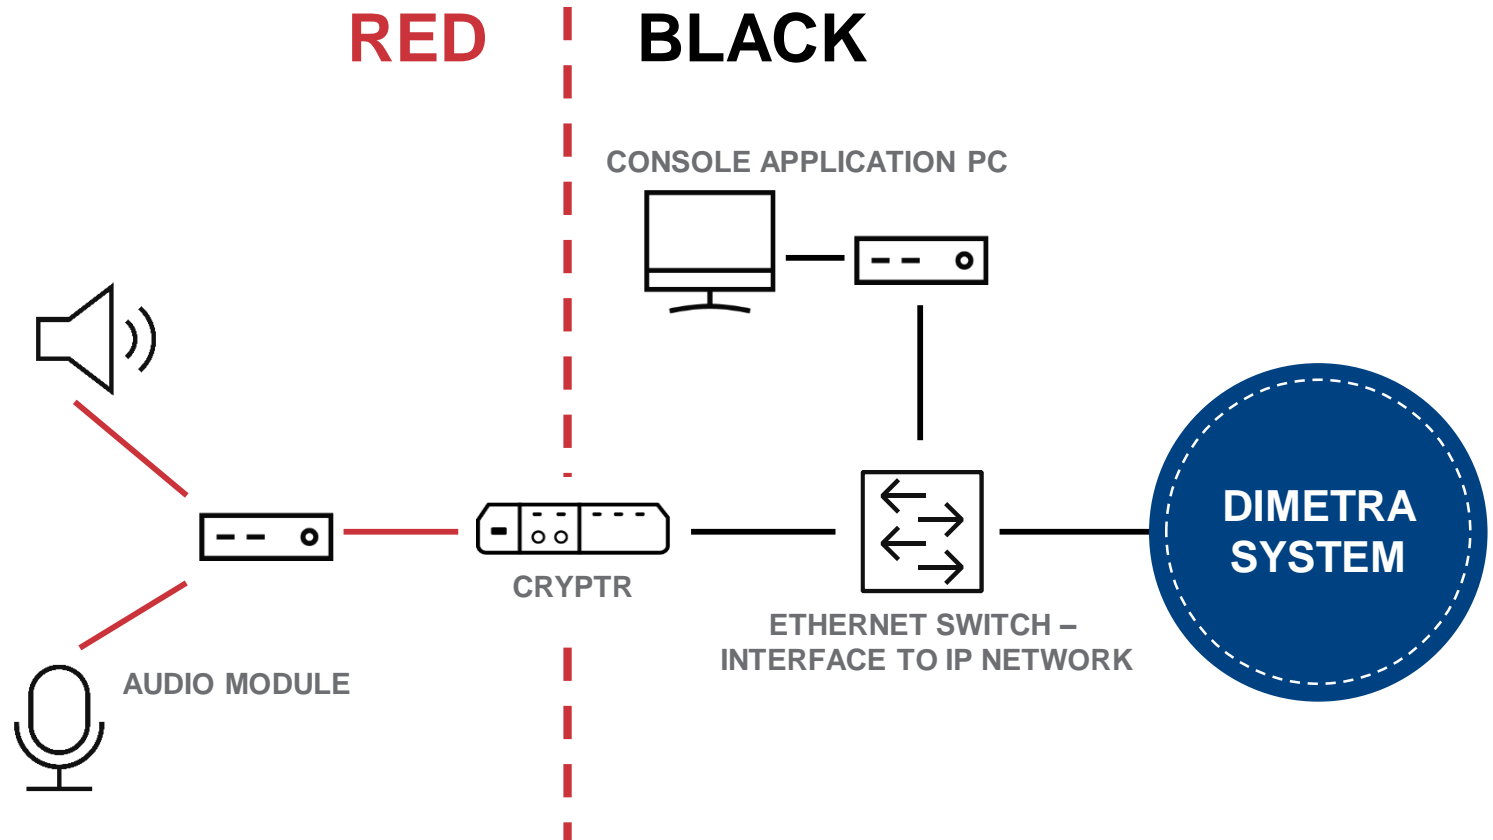 RED
BLACK
CONSOLE APPLICATION PC
CRYPTR
AUDIO MODULE
ETHERNET SWITCH –
INTERFACE TO IP NETWORK
DIMETRA
SYSTEM